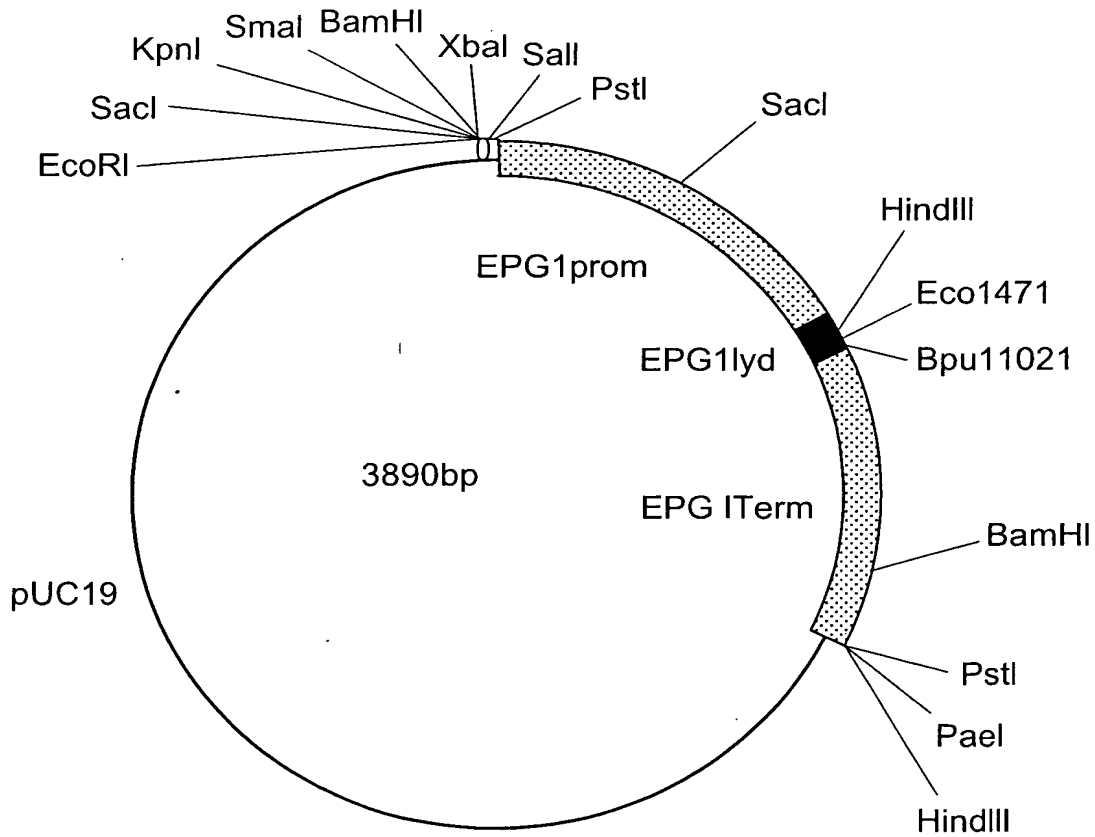 BamHI
SmaI
XbaI
SalI
KpnI
PstI
SacI
SacI
EcoRI
HindIII
EPG1prom
Eco1471
EPG1lyd
Bpu11021
3890bp
EPG ITerm
BamHI
pUC19
PstI
PaeI
HindIII